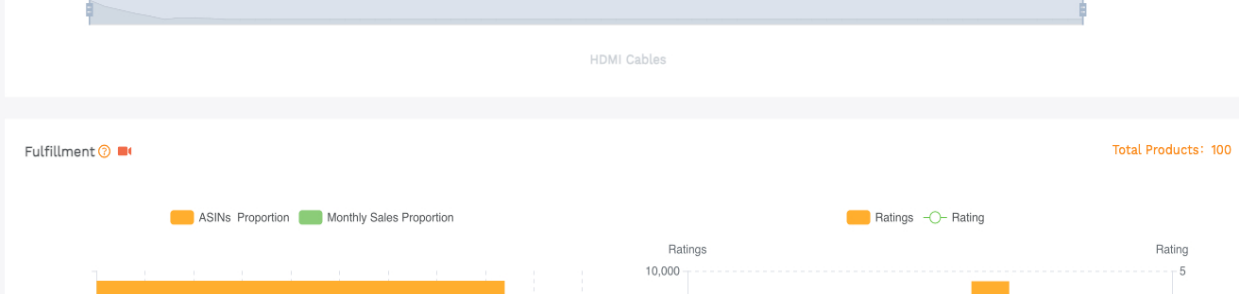 HDMI Cables
Fulfillment
Total Products: 100
ASINs Proportion Monthly Sales Proportion
Ratings Rating
Ratings Rating
10,000 5